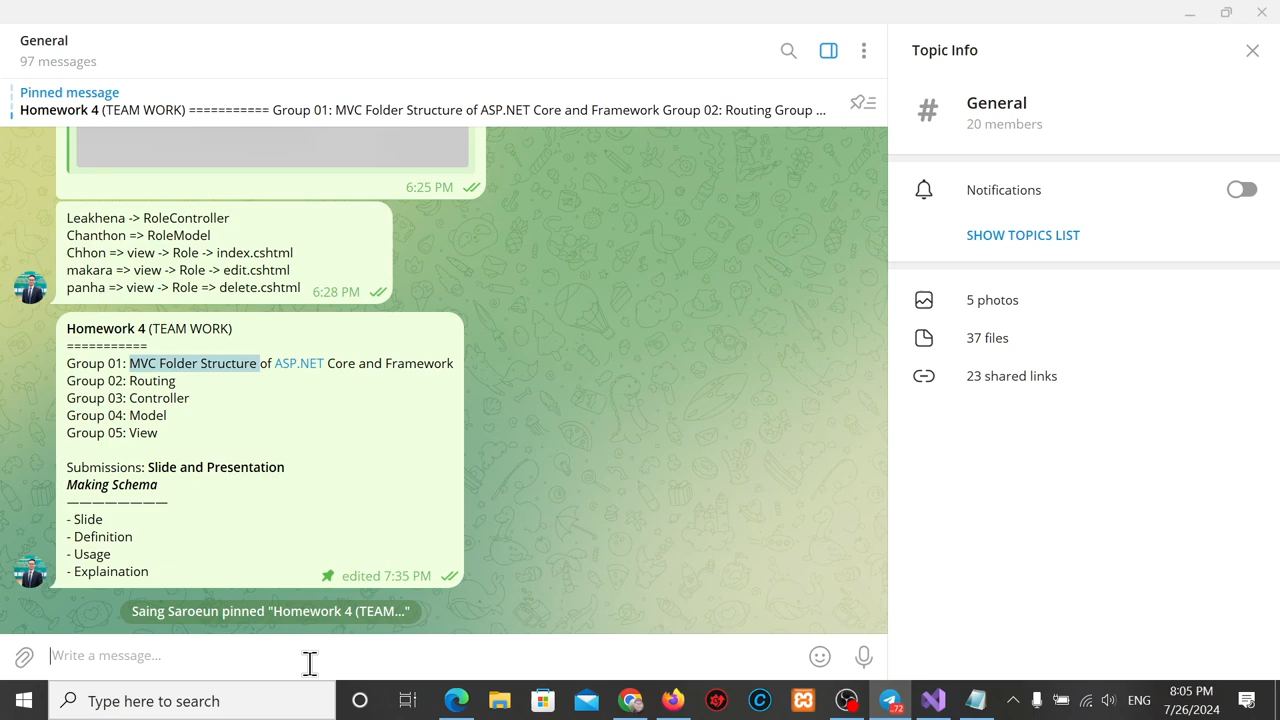 General
97 messages
Pinned message
Homework 4 (TEAM WORK) =========== Group 01: MVC Folder Structure of ASP.NET Core and Framework Group 02: Routing Group ...
6:25 PM
Leakhena -> RoleController
Chanthon => RoleModel
Chhon => view -> Role -> index.cshtml
makara => view -> Role -> edit.cshtml
panha => view -> Role => delete.cshtml
6:28 PM
Homework 4 (TEAM WORK)
===========
Group 01: MVC Folder Structure of ASP.NET Core and Framework
Group 02: Routing
Group 03: Controller
Group 04: Model
Group 05: View
Submissions: Slide and Presentation
Making Schema
————————
- Slide
- Definition
- Usage
- Explaination
edited 7:35 PM
Saing Saroeun pinned "Homework 4 (TEAM..."
Write a message...
Topic Info
General
20 members
Notifications
SHOW TOPICS LIST
5 photos
37 files
23 shared links
Type here to search
..72
ENG
8:05 PM
7/26/2024